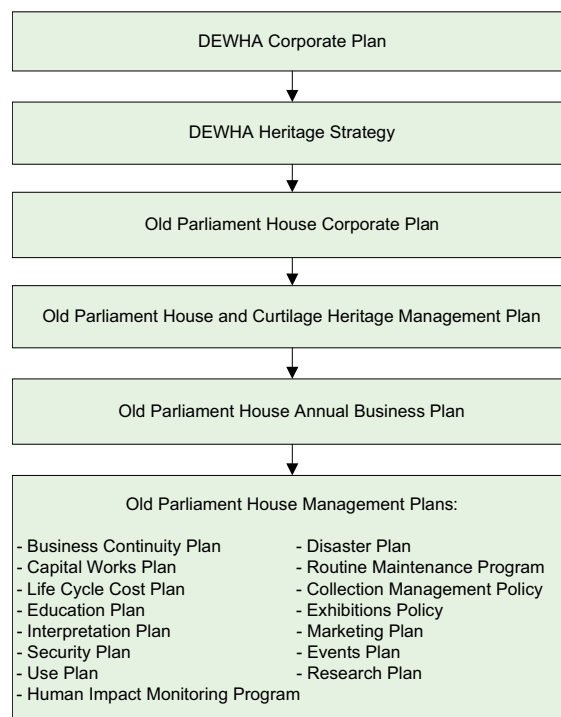 DEWHA Corporate Plan
DEWHA Heritage Strategy
Old Parliament House Corporate Plan
Old Parliament House and Curtilage Heritage Management Plan
Old Parliament House Annual Business Plan
Old Parliament House Management Plans:
- Business Continuity Plan
- Capital Works Plan
- Life Cycle Cost Plan
- Education Plan
- Interpretation Plan
- Security Plan
- Use Plan
- Human Impact Monitoring Program
- Disaster Plan
- Routine Maintenance Program
- Collection Management Policy
- Exhibitions Policy
- Marketing Plan
- Events Plan
- Research Plan